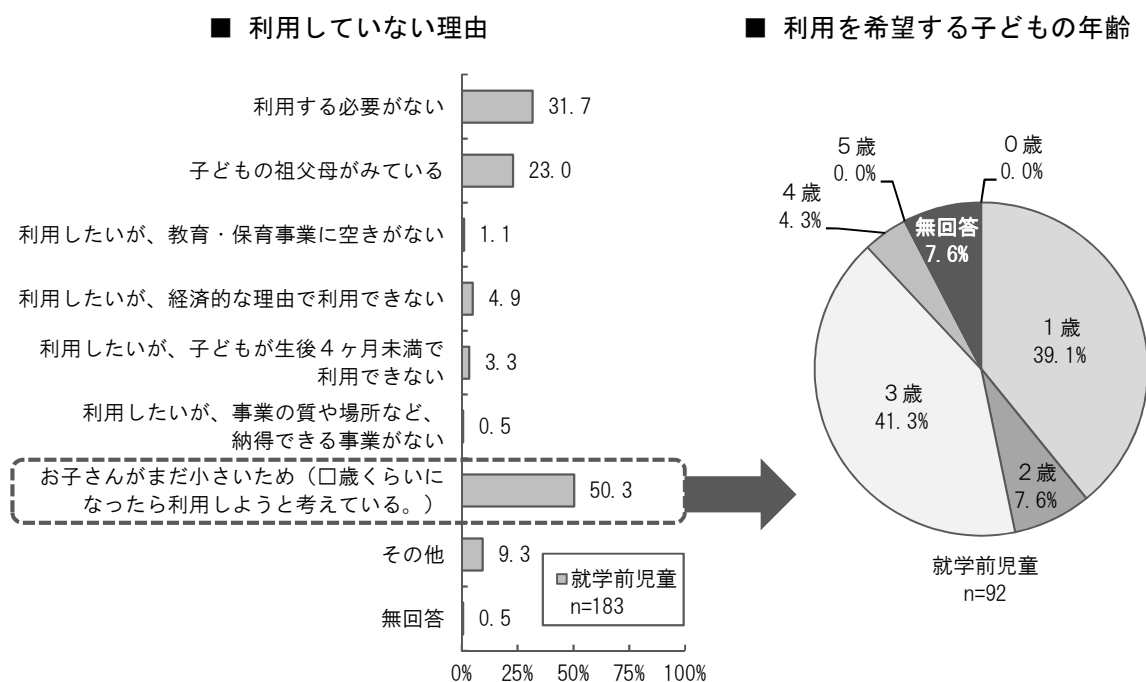 ■ 利用していない理由
利用する必要がない
31.7
子どもの祖父母がみている
23.0
利用したいが、教育・保育事業に空きがない
1.1
利用したいが、経済的な理由で利用できない
4.9
利用したいが、子どもが生後４ヶ月未満で
利用できない
3.3
利用したいが、事業の質や場所など、
納得できる事業がない
0.5
お子さんがまだ小さいため（□歳くらいに
なったら利用しようと考えている。）
50.3
その他
9.3
無回答
0.5
就学前児童
n=183
0% 25% 50% 75% 100%
■ 利用を希望する子どもの年齢
０歳
0.0%
１歳
39.1%
２歳
7.6%
３歳
41.3%
４歳
4.3%
５歳
0.0%
無回答
7.6%
就学前児童
n=92